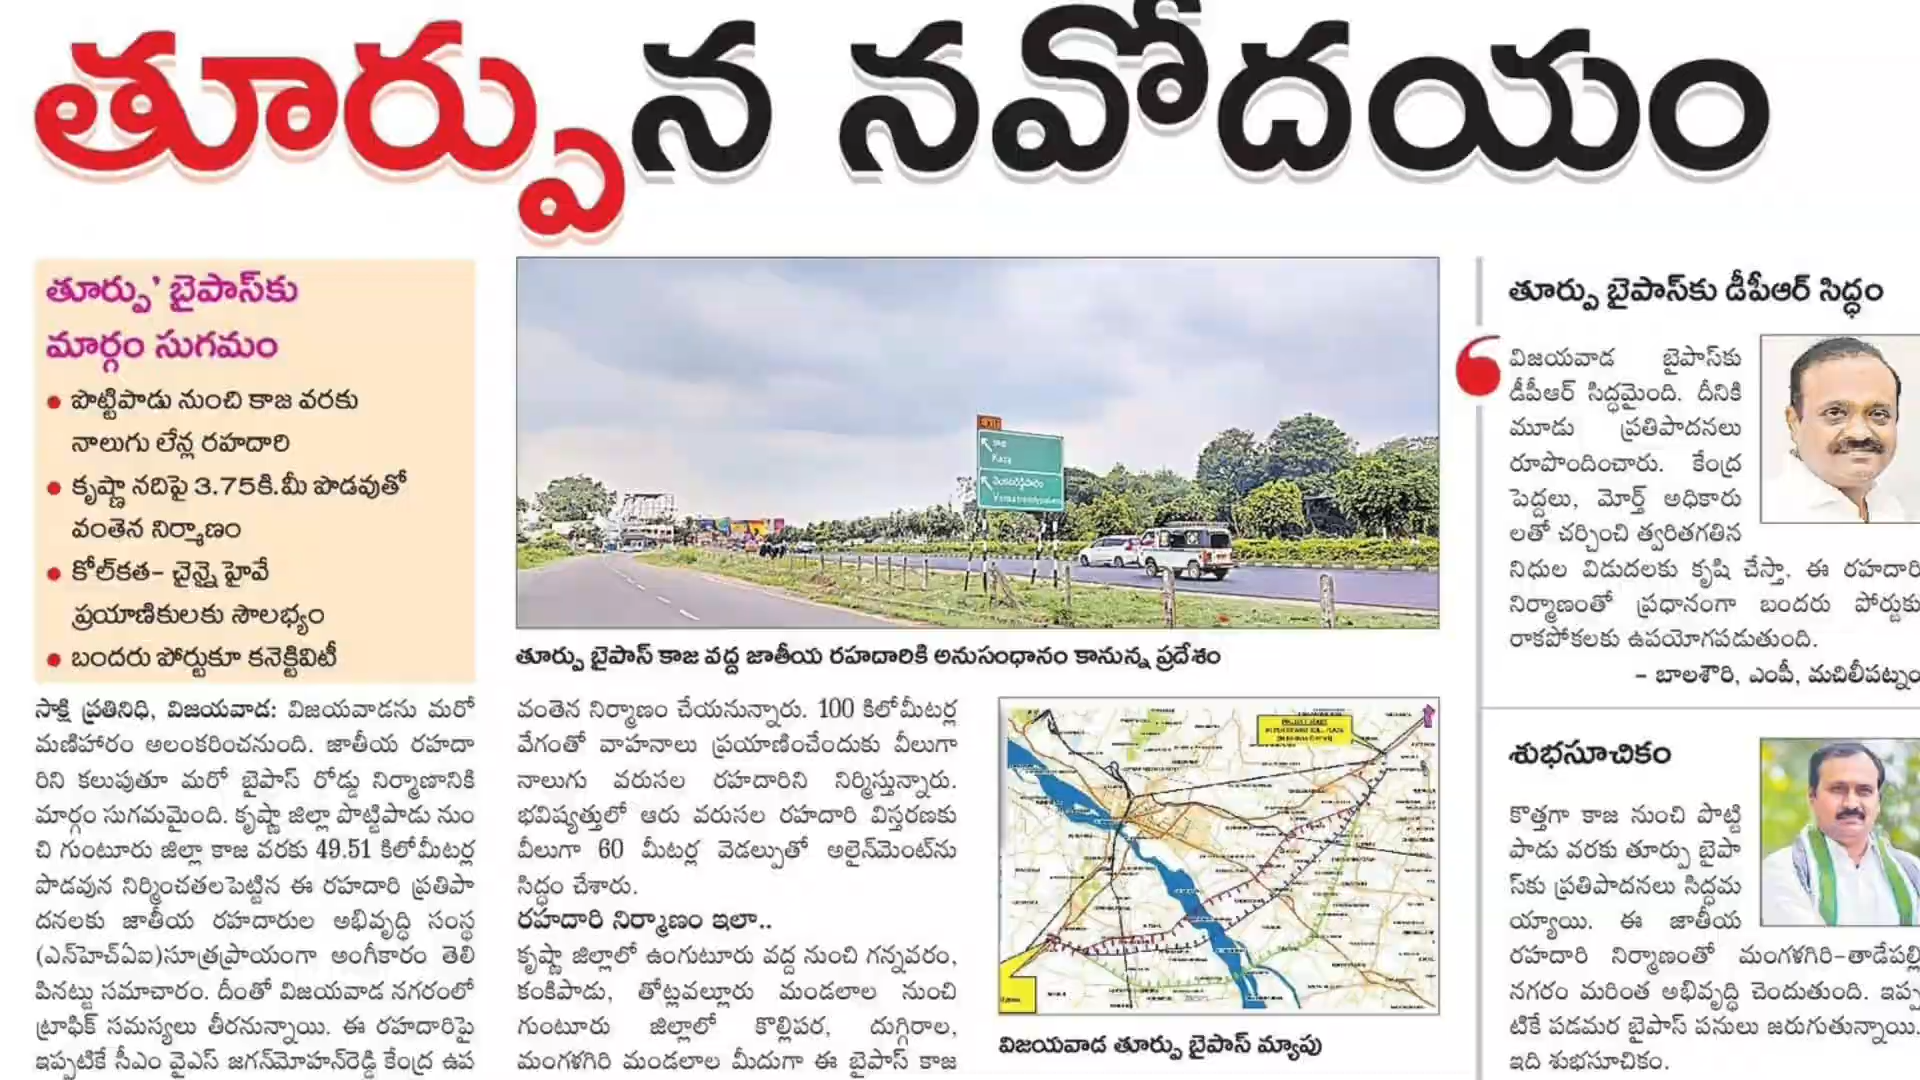 తూర్పున నవోదయం
తూర్పు' బైపాస్‌కు
మార్గం సుగమం
• పొట్టిపాడు నుంచి కాజ వరకు
నాలుగు లేన్ల రహదారి
• కృష్ణా నదిపై 3.75కి.మీ పొడవుతో
వంతెన నిర్మాణం
• కోల్‌కత- చెన్నై హైవే
ప్రయాణికులకు సౌలభ్యం
• బందరు పోర్టుకూ కనెక్టివిటీ
సాక్షి ప్రతినిధి, విజయవాడ: విజయవాడను మరో
మణిహారం అలంకరించనుంది. జాతీయ రహదా
రిని కలుపుతూ మరో బైపాస్ రోడ్డు నిర్మాణానికి
మార్గం సుగమమైంది. కృష్ణా జిల్లా పొట్టిపాడు నుం
చి గుంటూరు జిల్లా కాజ వరకు 49.51 కిలోమీటర్ల
పొడవున నిర్మించతలపెట్టిన ఈ రహదారి ప్రతిపా
దనలకు జాతీయ రహదారుల అభివృద్ధి సంస్థ
(ఎన్‌హెచ్‌ఏఐ)సూత్రప్రాయంగా అంగీకారం తెలి
పినట్టు సమాచారం. దీంతో విజయవాడ నగరంలో
ట్రాఫిక్ సమస్యలు తీరనున్నాయి. ఈ రహదారిపై
ఇప్పటికే సీఎం వైఎస్ జగన్‌మోహన్‌రెడ్డి కేంద్ర ఉప
కాజ
Kaza
తూర్పు బైపాస్ కాజ వద్ద జాతీయ రహదారికి అనుసంధానం కానున్న ప్రదేశం
వంతెన నిర్మాణం చేయనున్నారు. 100 కిలోమీటర్ల
వేగంతో వాహనాలు ప్రయాణించేందుకు వీలుగా
నాలుగు వరుసల రహదారిని నిర్మిస్తున్నారు.
భవిష్యత్తులో ఆరు వరుసల రహదారి విస్తరణకు
వీలుగా 60 మీటర్ల వెడల్పుతో అలైన్‌మెంట్‌ను
సిద్ధం చేశారు.
రహదారి నిర్మాణం ఇలా..
కృష్ణా జిల్లాలో ఉంగుటూరు వద్ద నుంచి గన్నవరం,
కంకిపాడు, తోట్లవల్లూరు మండలాల నుంచి
గుంటూరు జిల్లాలో కొల్లిపర, దుగ్గిరాల,
మంగళగిరి మండలాల మీదుగా ఈ బైపాస్ కాజ
విజయవాడ తూర్పు బైపాస్ మ్యాపు
తూర్పు బైపాస్‌కు డీపీఆర్ సిద్ధం
విజయవాడ బైపాస్‌కు
డీపీఆర్ సిద్ధమైంది. దీనికి
మూడు ప్రతిపాదనలు
రూపొందించారు. కేంద్ర
పెద్దలు, మోర్త్ అధికారు
లతో చర్చించి త్వరితగతిన
నిధుల విడుదలకు కృషి చేస్తా. ఈ రహదారి
నిర్మాణంతో ప్రధానంగా బందరు పోర్టుకు
రాకపోకలకు ఉపయోగపడుతుంది.
– బాలశౌరి, ఎంపీ, మచిలీపట్నం
శుభసూచికం
కొత్తగా కాజ నుంచి పొట్టి
పాడు వరకు తూర్పు బైపా
స్‌కు ప్రతిపాదనలు సిద్ధమ
య్యాయి. ఈ జాతీయ
రహదారి నిర్మాణంతో మంగళగిరి-తాడేపల్లి
నగరం మరింత అభివృద్ధి చెందుతుంది. ఇప్ప
టికే పడమర బైపాస్ పనులు జరుగుతున్నాయి.
ఇది శుభసూచికం.